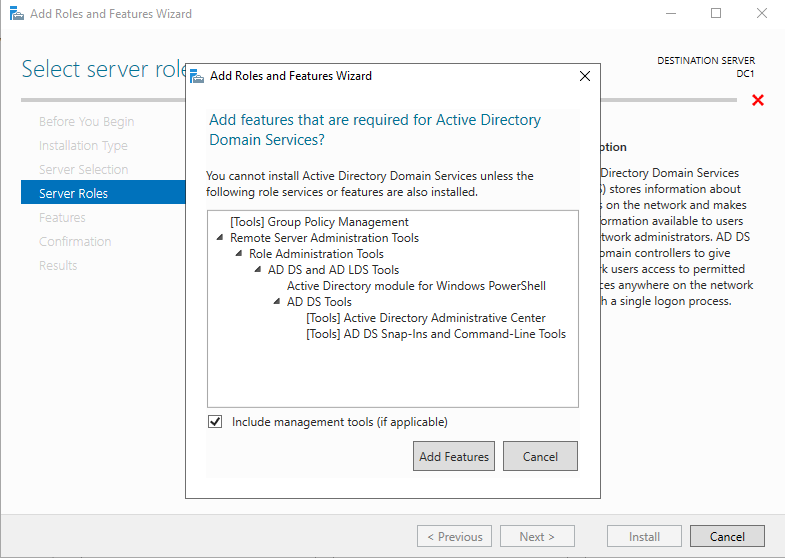 Add Roles and Features Wizard
Select server
DESTINATION SERVER
DC1
Before You Begin
Installation Type
Server Selection
Server Roles
Features
Confirmation
Results
Add Roles and Features Wizard
Add features that are required for Active Directory
Domain Services?
You cannot install Active Directory Domain Services unless the
following role services or features are also installed.
[Tools] Group Policy Management
Remote Server Administration Tools
Role Administration Tools
AD DS and AD LDS Tools
Active Directory module for Windows PowerShell
AD DS Tools
[Tools] Active Directory Administrative Center
[Tools] AD DS Snap-Ins and Command-Line Tools
Include management tools (if applicable)
Add Features
Cancel
Directory Domain Services
) stores information about
on the network and makes
available to users
administrators. AD DS
controllers to give
users access to permitted
anywhere on the network
a single logon process.
< Previous
Next >
Install
Cancel